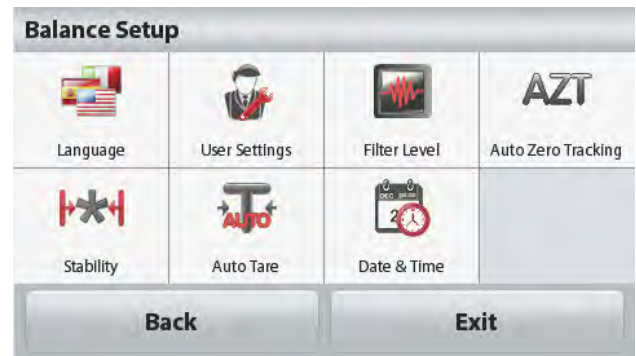 Balance Setup
AZT
Language
User Settings
Filter Level
Auto Zero Tracking
AUTO
Stability
Auto Tare
Date & Time
Back
Exit